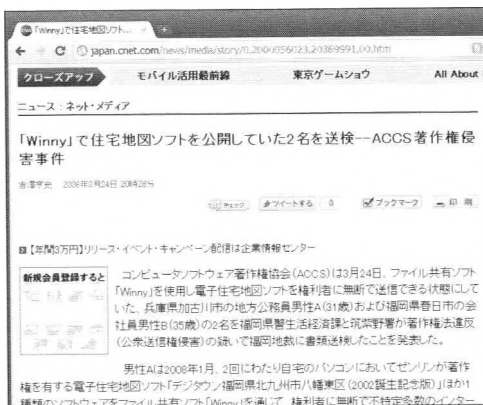 「Winny」で住宅地図ソフト...
japan.cnet.com/news/media/story/0,2000056023,20369991,00.htm
クローズアップ モバイル活用最前線 東京ゲームショウ All About
ニュース：ネット・メディア
「Winny」で住宅地図ソフトを公開していた2名を送検--ACCS著作権侵
害事件
2008年3月24日 20時28分
チェック ツイートする 0 ブックマーク 印刷
【年間3万円】リリース・イベント・キャンペーン配信は企業情報センター
新規会員登録すると
コンピュータソフトウェア著作権協会(ACCS)は3月24日、ファイル共有ソフト
「Winny」を使用し電子住宅地図ソフトを権利者に無断で送信できる状態にして
いた、兵庫県加古川市の地方公務員男性A(31歳)および福岡県春日市の会
社員男性B(35歳)の2名を福岡県警生活経済課と筑紫野署が著作権法違反
(公衆送信権侵害)の疑いで福岡地裁に書類送検したことを発表した。
男性Aは2008年1月、2回にわたり自宅のパソコンにおいてゼンリンが著作
権を有する電子住宅地図ソフト「デジタウン福岡県北九州市八幡東区(2002誕生記念版)」ほか1
種類のソフトウェアをファイル共有ソフト「Winny」を通じて、権利者に無断で不特定多数のインター